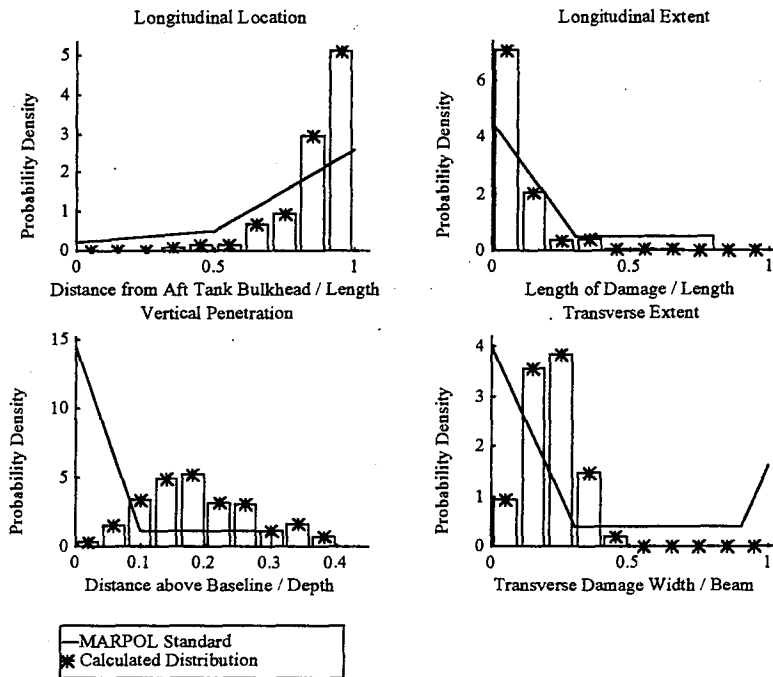 Longitudinal Location
Probability Density
5
4
3
2
1
0
0
0.5
1
Distance from Aft Tank Bulkhead / Length
Longitudinal Extent
Probability Density
6
4
2
0
0
0.5
1
Length of Damage / Length
Vertical Penetration
Probability Density
15
10
5
0
0
0.1
0.2
0.3
0.4
Distance above Baseline / Depth
Transverse Extent
Probability Density
4
3
2
1
0
0
0.5
1
Transverse Damage Width / Beam
MARPOL Standard
Calculated Distribution